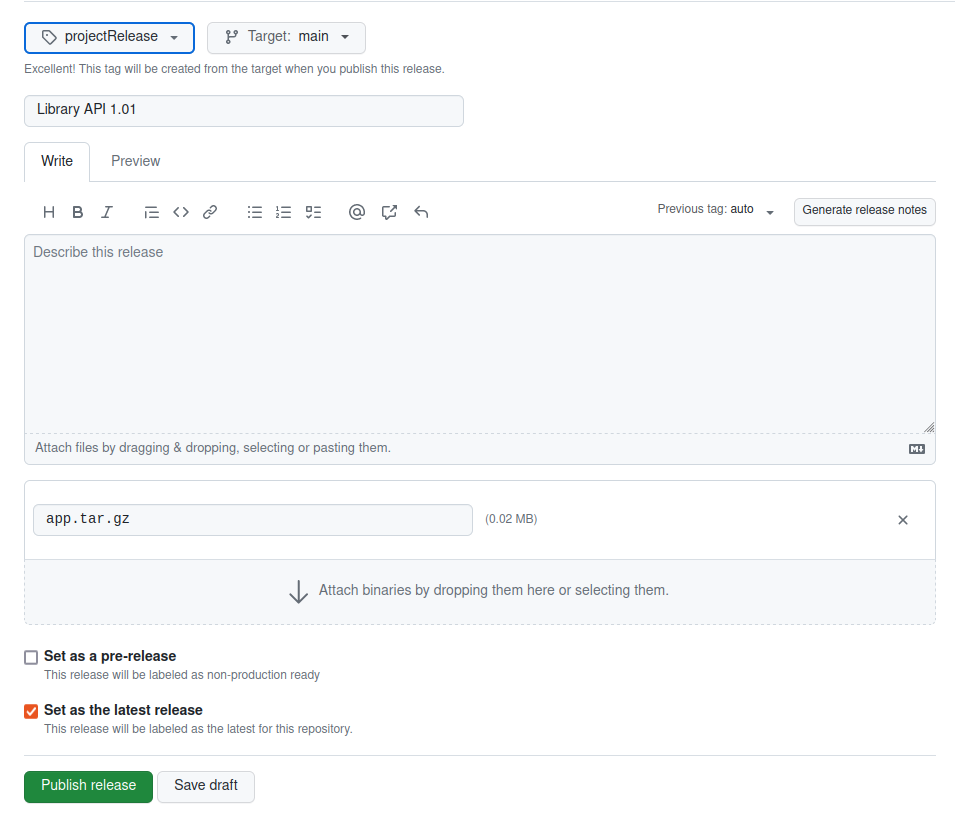 projectRelease Target: main
Excellent! This tag will be created from the target when you publish this release.
Library API 1.01
Write Preview
H B I Previous tag: auto Generate release notes
Describe this release
Attach files by dragging & dropping, selecting or pasting them.
app.tar.gz (0.02 MB)
Attach binaries by dropping them here or selecting them.
Set as a pre-release
This release will be labeled as non-production ready
Set as the latest release
This release will be labeled as the latest for this repository.
Publish release Save draft